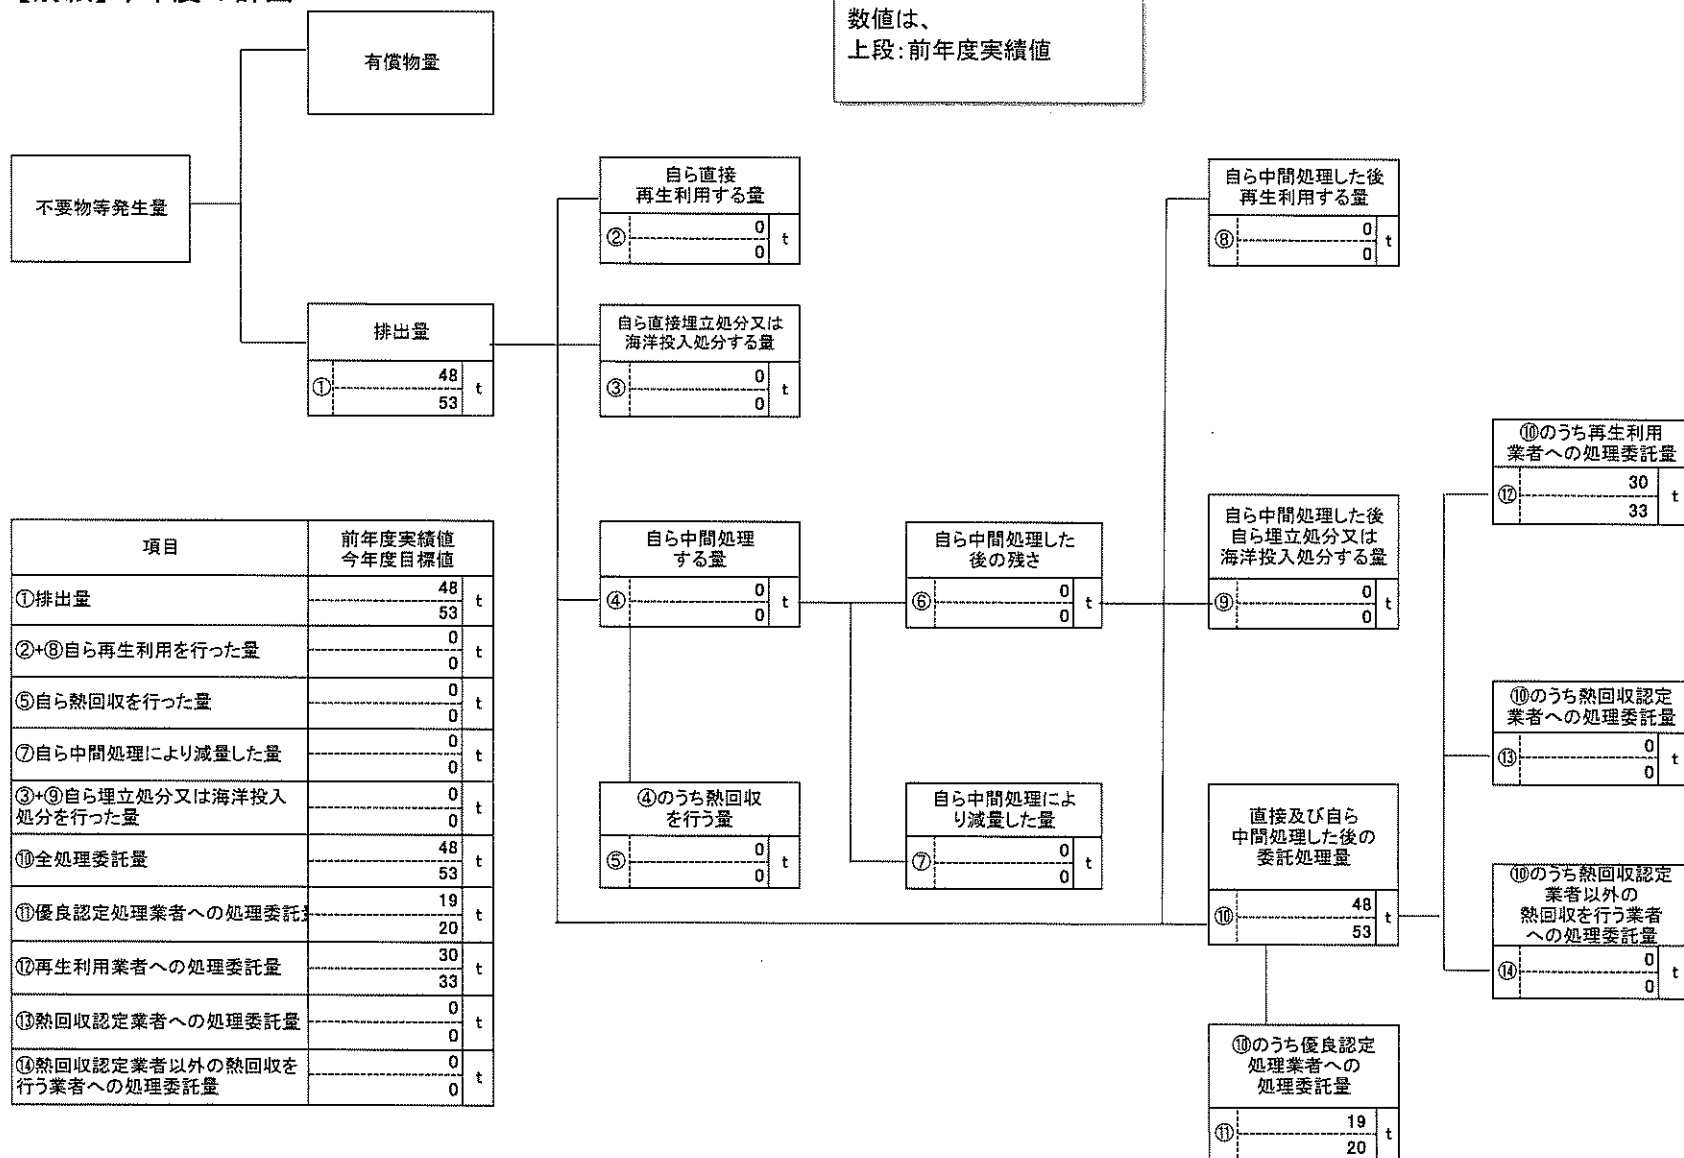 数値は、
上段:前年度実績値
有償物量
不要物等発生量
排出量
① 48 t
53
自ら直接
再生利用する量
② 0 t
0
自ら直接埋立処分又は
海洋投入処分する量
③ 0 t
0
自ら中間処理
する量
④ 0 t
0
④のうち熱回収
を行う量
⑤ 0 t
0
自ら中間処理した
後の残さ
⑥ 0 t
0
自ら中間処理によ
り減量した量
⑦ 0 t
0
自ら中間処理した後
再生利用する量
⑧ 0 t
0
自ら中間処理した後
自ら埋立処分又は
海洋投入処分する量
⑨ 0 t
0
直接及び自ら
中間処理した後の
委託処理量
⑩ 48 t
53
⑩のうち優良認定
処理業者への
処理委託量
⑪ 19 t
20
⑩のうち再生利用
業者への処理委託量
⑫ 30 t
33
⑩のうち熱回収認定
業者への処理委託量
⑬ 0 t
0
⑩のうち熱回収認定
業者以外の
熱回収を行う業者
への処理委託量
⑭ 0 t
0
項目 前年度実績値
今年度目標値
①排出量 48 t
53
②+⑧自ら再生利用を行った量 0 t
0
⑤自ら熱回収を行った量 0 t
0
⑦自ら中間処理により減量した量 0 t
0
③+⑨自ら埋立処分又は海洋投入
処分を行った量 0 t
0
⑩全処理委託量 48 t
53
⑪優良認定処理業者への処理委託 19 t
20
⑫再生利用業者への処理委託量 30 t
33
⑬熱回収認定業者への処理委託量 0 t
0
⑭熱回収認定業者以外の熱回収を
行う業者への処理委託量 0 t
0